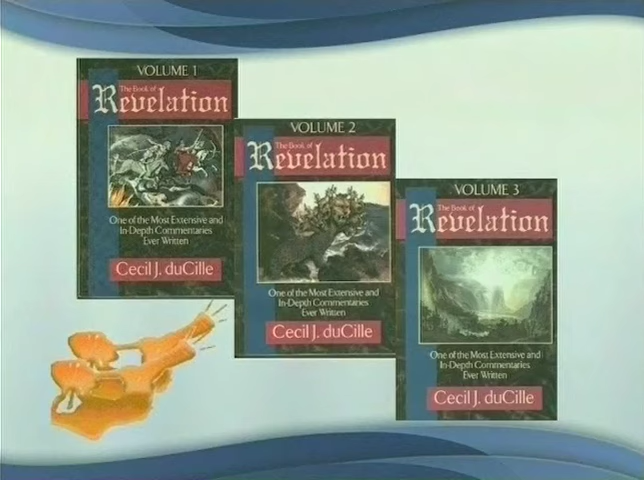 VOLUME 1
The Book of
Revelation
One of the Most Extensive and
In-Depth Commentaries
Ever Written
Cecil J. duCille
VOLUME 2
The Book of
Revelation
One of the Most Extensive and
In-Depth Commentaries
Ever Written
Cecil J. duCille
VOLUME 3
The Book of
Revelation
One of the Most Extensive and
In-Depth Commentaries
Ever Written
Cecil J. duCille